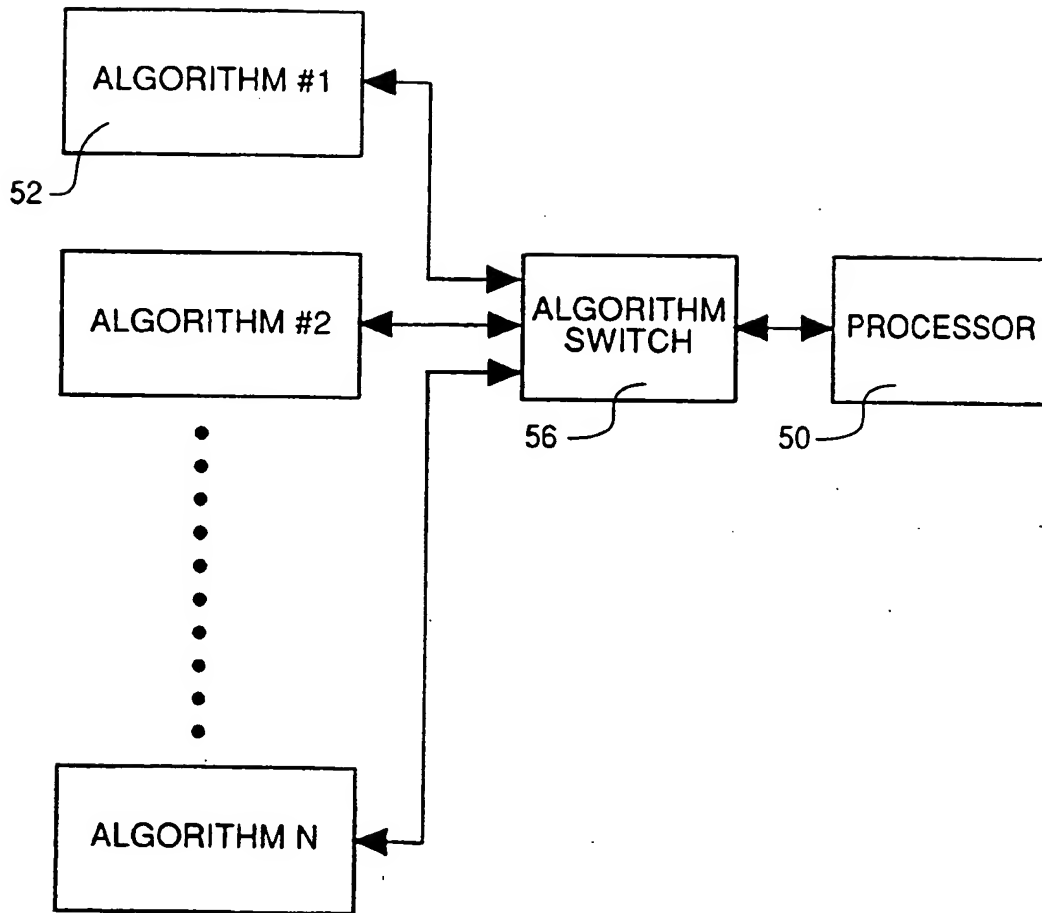 ALGORITHM #1
52
ALGORITHM #2
ALGORITHM
SWITCH
PROCESSOR
56
50
ALGORITHM N